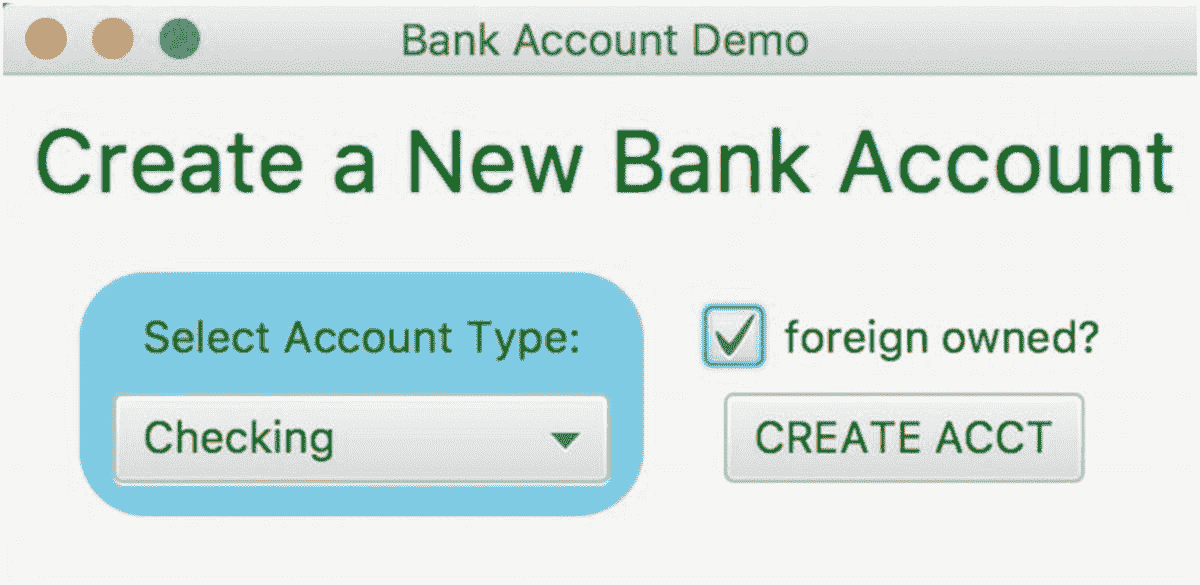 Bank Account Demo
Create a New Bank Account
Select Account Type:
foreign owned?
Checking
CREATE ACCT